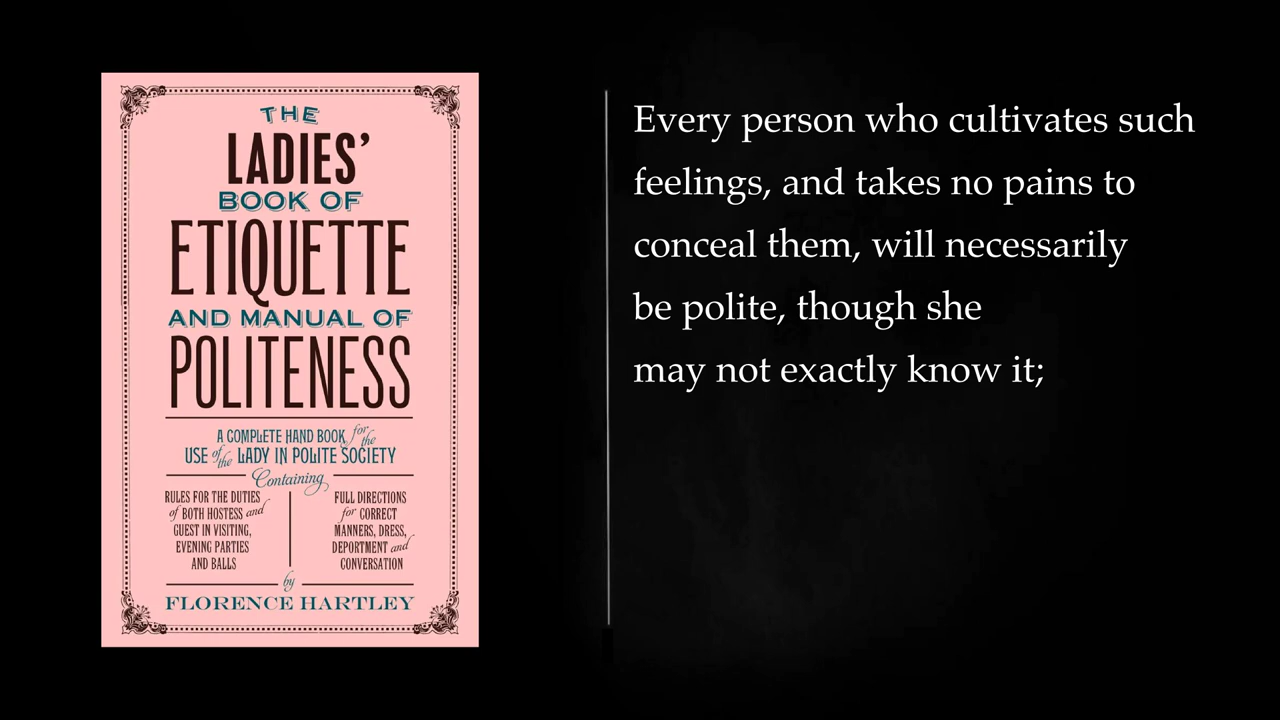 THE
LADIES'
BOOK OF
ETIQUETTE
AND MANUAL OF
POLITENESS
A COMPLETE HAND BOOK for the
USE of the LADY IN POLITE SOCIETY
Containing
RULES FOR THE DUTIES
of BOTH HOSTESS and
GUEST IN VISITING,
EVENING PARTIES
AND BALLS
FULL DIRECTIONS
for CORRECT
MANNERS, DRESS,
DEPORTMENT and
CONVERSATION
by
FLORENCE HARTLEY
Every person who cultivates such
feelings, and takes no pains to
conceal them, will necessarily
be polite, though she
may not exactly know it;